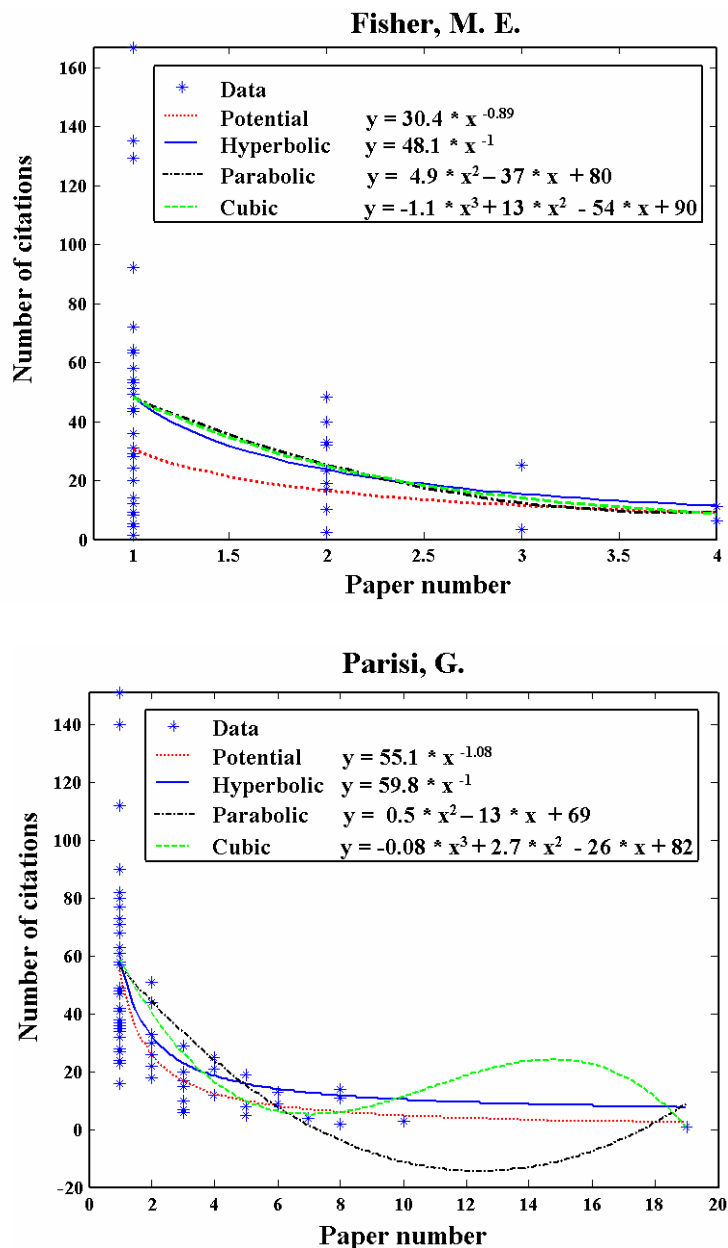 Fisher, M. E.
160
140
120
100
80
60
40
20
0
Number of citations
Data
Potential y = 30.4 * x -0.89
Hyperbolic y = 48.1 * x -1
Parabolic y = 4.9 * x2 – 37 * x + 80
Cubic y = -1.1 * x3 + 13 * x2 - 54 * x + 90
1 1.5 2 2.5 3 3.5 4
Paper number
Parisi, G.
140
120
100
80
60
40
20
0
-20
Number of citations
Data
Potential y = 55.1 * x -1.08
Hyperbolic y = 59.8 * x -1
Parabolic y = 0.5 * x2 – 13 * x + 69
Cubic y = -0.08 * x3 + 2.7 * x2 - 26 * x + 82
0 2 4 6 8 10 12 14 16 18 20
Paper number